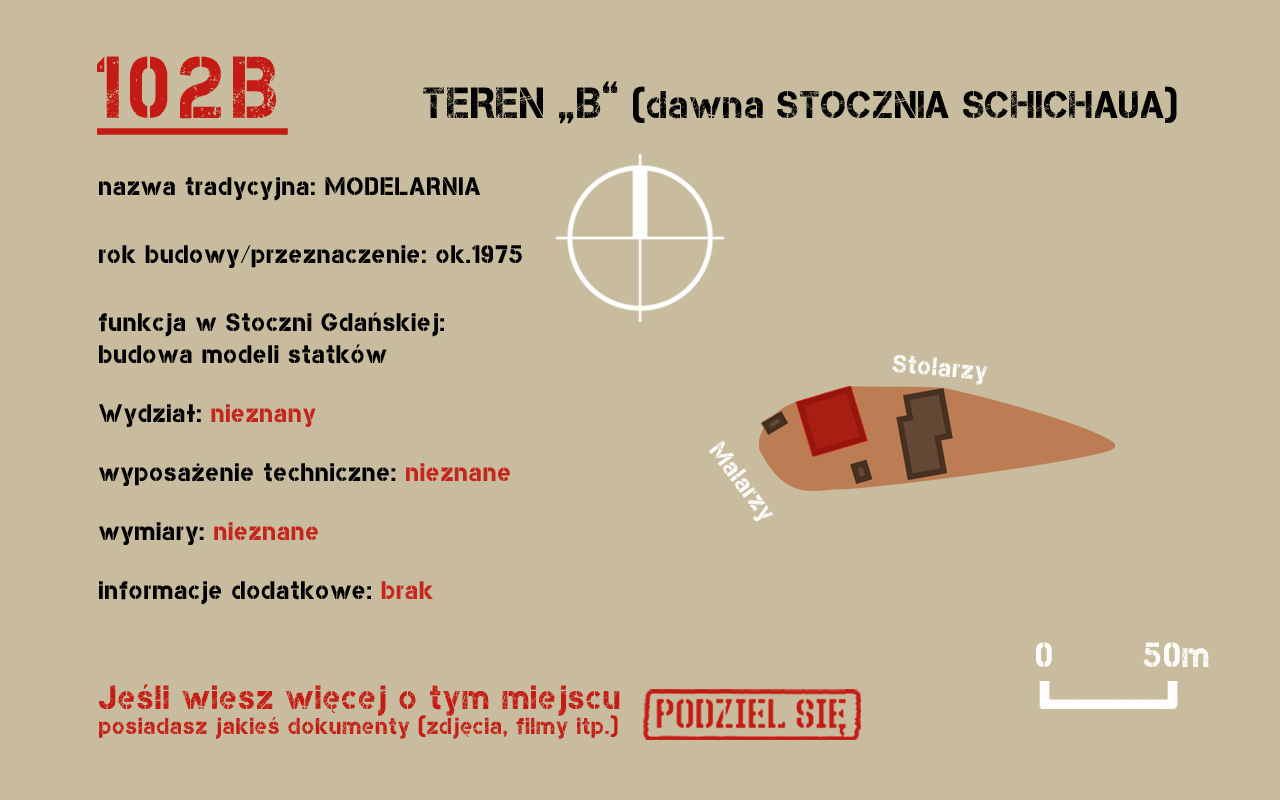 102B
TEREN „B“ (dawna STOCZNIA SCHICHAUA)
nazwa tradycyjna: MODELARNIA
rok budowy/przeznaczenie: ok.1975
funkcja w Stoczni Gdańskiej:
budowa modeli statków
Wydział: nieznany
wyposażenie techniczne: nieznane
wymiary: nieznane
informacje dodatkowe: brak
Stolarzy
Malarzy
0 50m
Jeśli wiesz więcej o tym miejscu
posiadasz jakieś dokumenty (zdjęcia, filmy itp.)
PODZIEL SIĘ